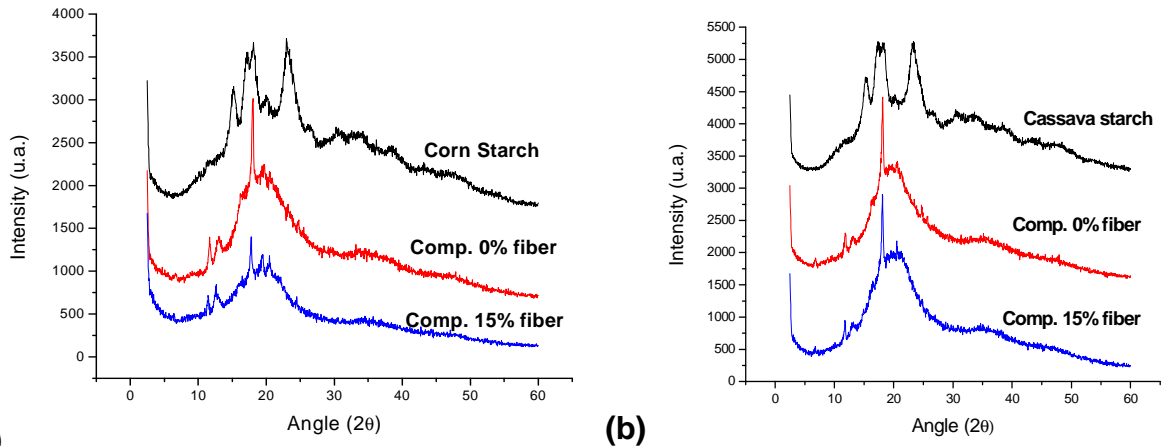 4000
3500
3000
2500
2000
1500
1000
500
0
Intensity (u.a.)
Corn Starch
Comp. 0% fiber
Comp. 15% fiber
0 10 20 30 40 50 60
Angle (2θ)
)
(b)
5500
5000
4500
4000
3500
3000
2500
2000
1500
1000
500
0
Intensity (u.a.)
Cassava starch
Comp. 0% fiber
Comp. 15% fiber
0 10 20 30 40 50 60
Angle (2θ)